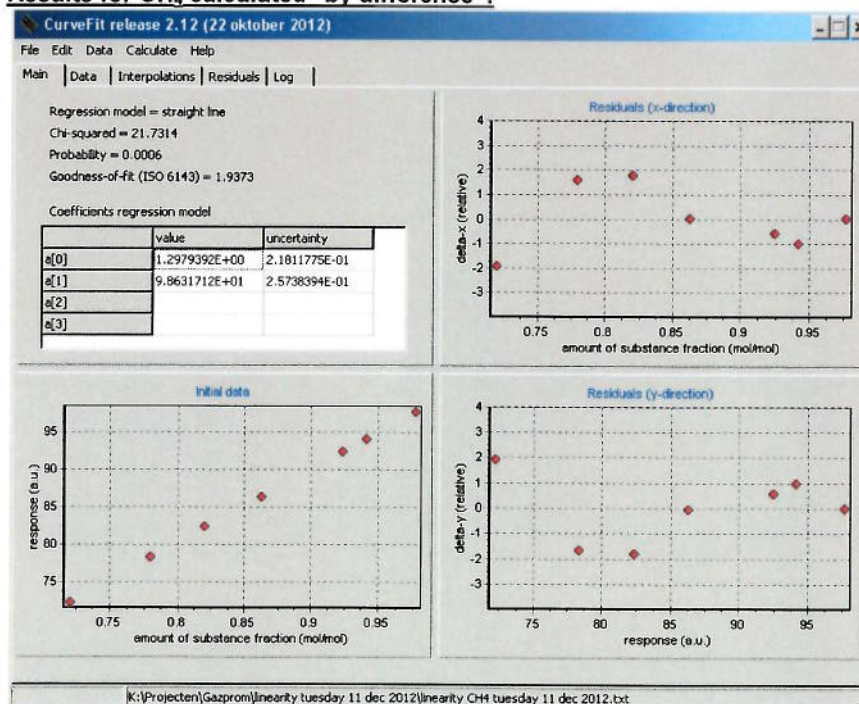 Results for CH4 calculated "by difference":
CurveFit release 2.12 (22 oktober 2012)
File Edit Data Calculate Help
Main Data Interpolations Residuals Log
Regression model = straight line
Chi-squared = 21.7314
Probability = 0.0006
Goodness-of-fit (ISO 6143) = 1.9373
Coefficients regression model
value uncertainty
a[0] 1.2979392E+00 2.1811775E-01
a[1] 9.8631712E+01 2.5738394E-01
a[2]
a[3]
Residuals (x-direction)
delta-x (relative)
4
3
2
1
0
-1
-2
-3
0.75 0.8 0.85 0.9 0.95
amount of substance fraction (mol/mol)
Initial data
response (a.u.)
95
90
85
80
75
0.75 0.8 0.85 0.9 0.95
amount of substance fraction (mol/mol)
Residuals (y-direction)
delta-y (relative)
4
3
2
1
0
-1
-2
-3
75 80 85 90 95
response (a.u.)
K:\Projecten\Gazprom\linearity tuesday 11 dec 2012\linearity CH4 tuesday 11 dec 2012.txt